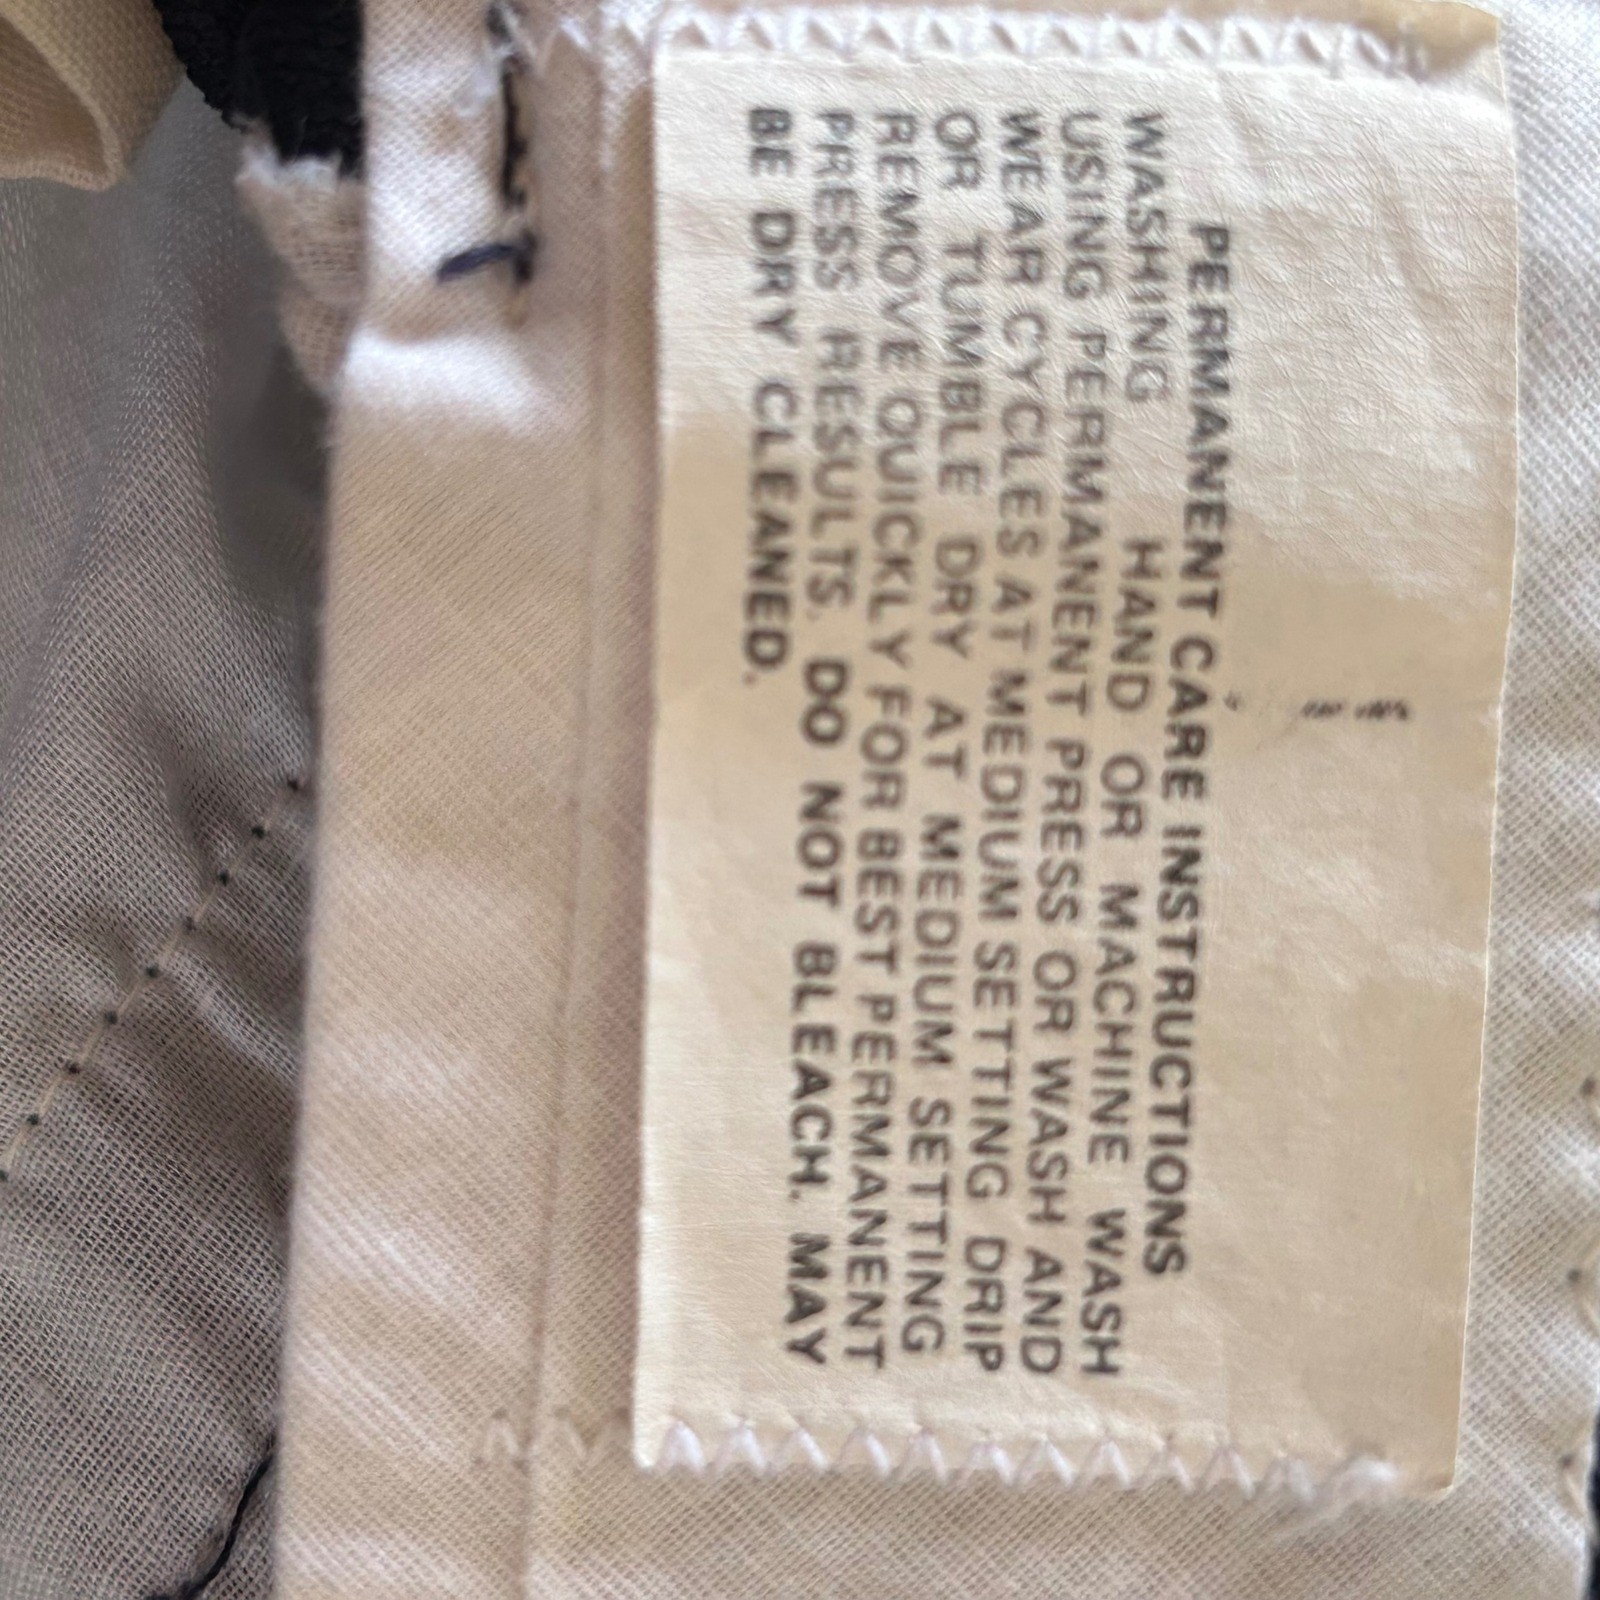 PERMANENT CARE INSTRUCTIONS
WASHING HAND OR MACHINE WASH
USING PERMANENT PRESS OR WASH AND
WEAR CYCLES AT MEDIUM SETTING DRIP
OR TUMBLE DRY AT MEDIUM SETTING
REMOVE QUICKLY FOR BEST PERMANENT
PRESS RESULTS. DO NOT BLEACH. MAY
BE DRY CLEANED.